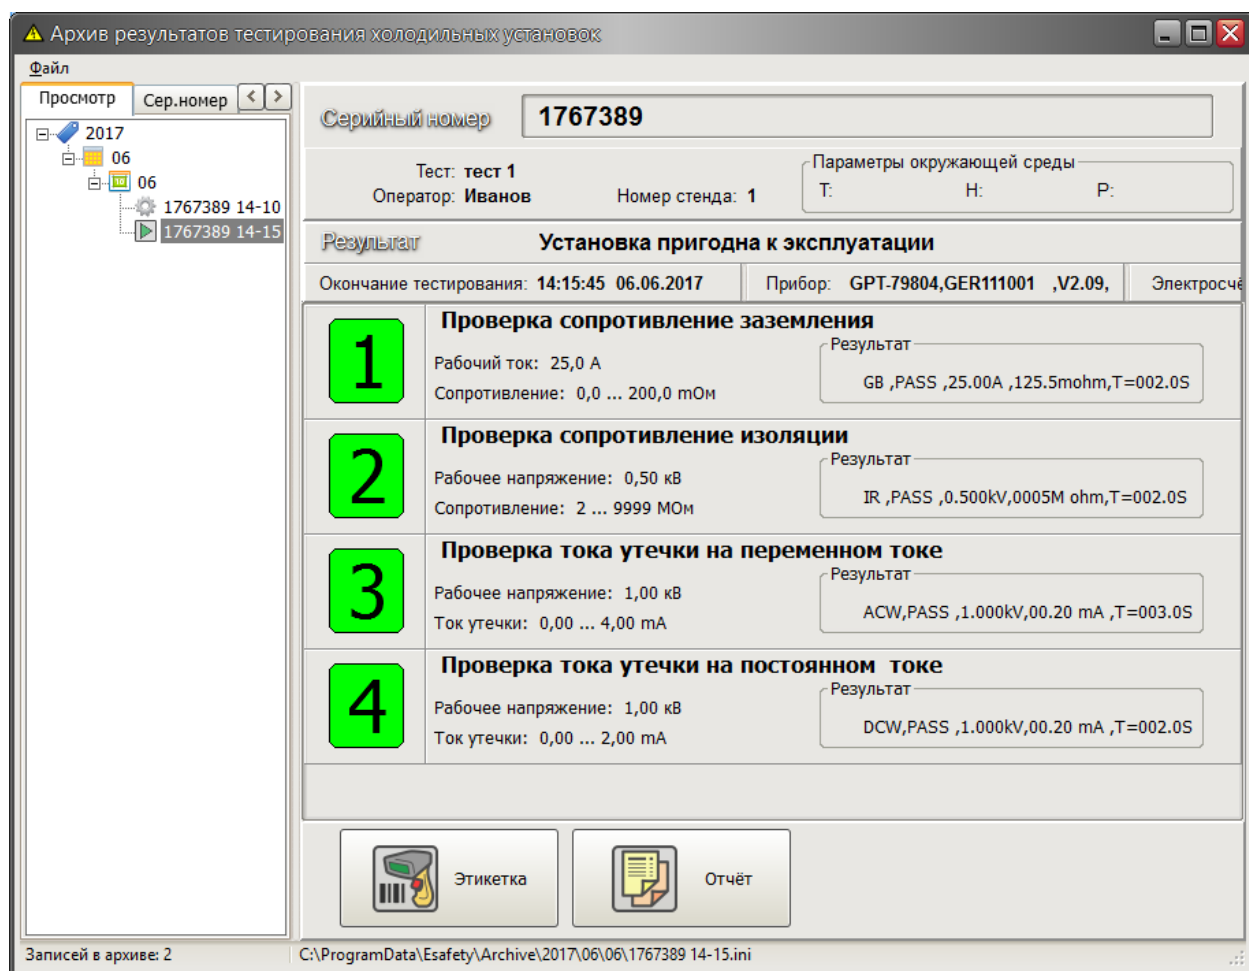 Архив результатов тестирования холодильных установок
Файл
Просмотр Сер.номер
2017
06
06
1767389 14-10
1767389 14-15
Серийный номер 1767389
Тест: тест 1
Оператор: Иванов Номер стенда: 1
Параметры окружающей среды
T: H: P:
Результат Установка пригодна к эксплуатации
Окончание тестирования: 14:15:45 06.06.2017 Прибор: GPT-79804,GER111001 ,V2.09, Электросчё
1 Проверка сопротивление заземления
Рабочий ток: 25,0 А
Сопротивление: 0,0 ... 200,0 mОм
Результат
GB ,PASS ,25.00A ,125.5mohm,T=002.0S
2 Проверка сопротивление изоляции
Рабочее напряжение: 0,50 кВ
Сопротивление: 2 ... 9999 МОм
Результат
IR ,PASS ,0.500kV,0005M ohm,T=002.0S
3 Проверка тока утечки на переменном токе
Рабочее напряжение: 1,00 кВ
Ток утечки: 0,00 ... 4,00 mA
Результат
ACW,PASS ,1.000kV,00.20 mA ,T=003.0S
4 Проверка тока утечки на постоянном токе
Рабочее напряжение: 1,00 кВ
Ток утечки: 0,00 ... 2,00 mA
Результат
DCW,PASS ,1.000kV,00.20 mA ,T=002.0S
Этикетка Отчёт
Записей в архиве: 2 C:\ProgramData\Esafety\Archive\2017\06\06\1767389 14-15.ini